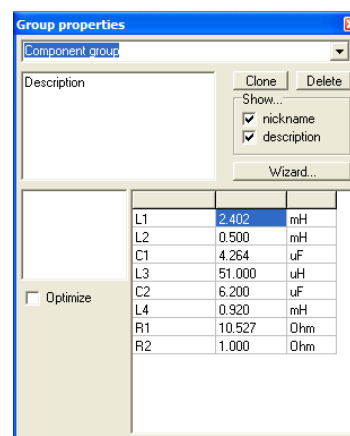 Group properties
Component group
Description
Clone
Delete
Show...
nickname
description
Wizard...
Optimize
L1 2.402 mH
L2 0.500 mH
C1 4.264 uF
L3 51.000 uH
C2 6.200 uF
L4 0.920 mH
R1 10.527 Ohm
R2 1.000 Ohm